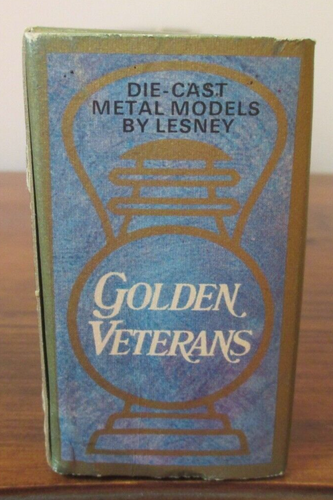 DIE-CAST
METAL MODELS
BY LESNEY
GOLDEN
VETERANS